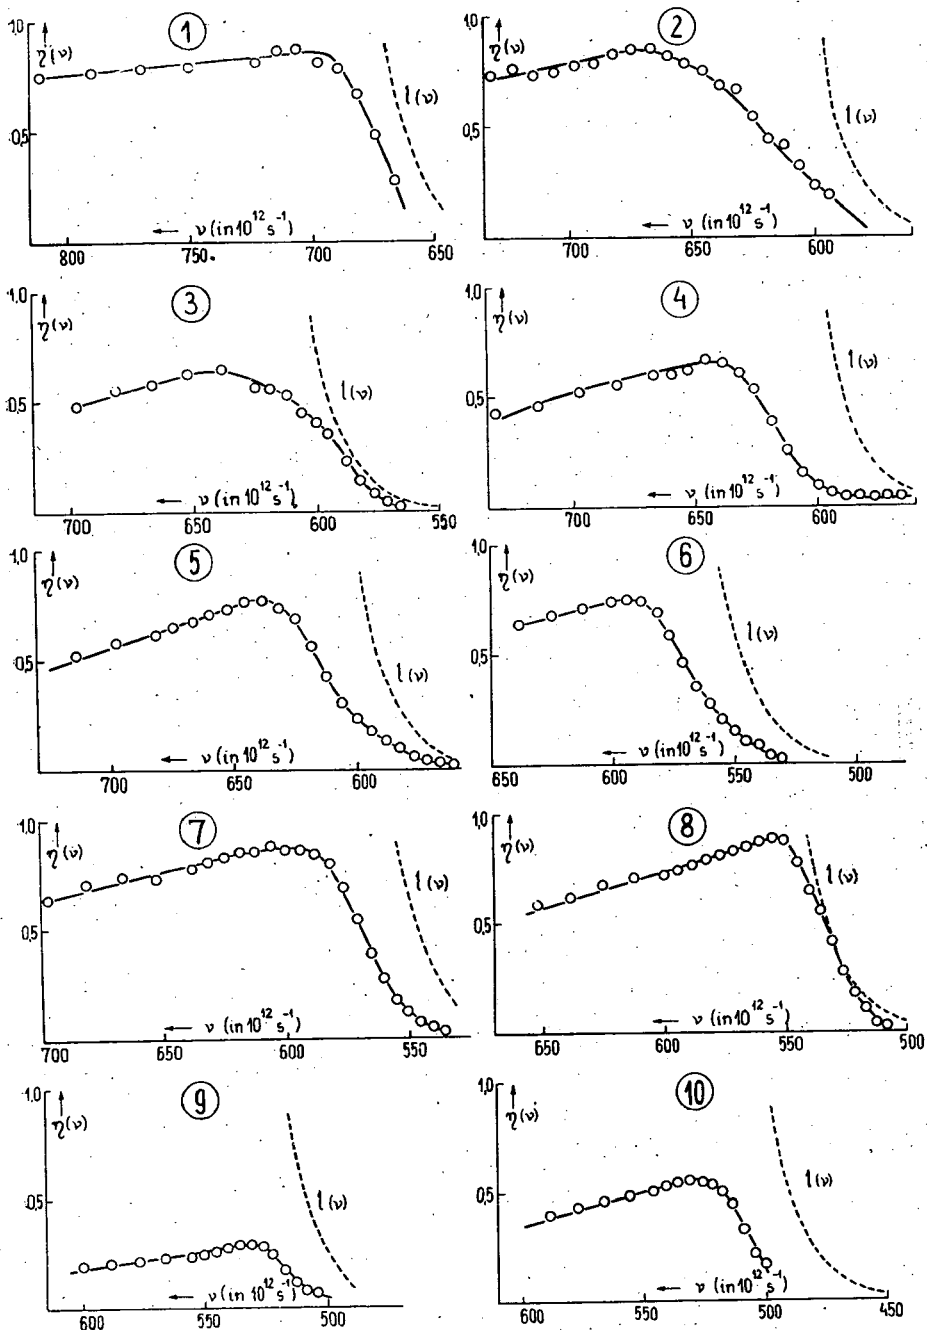 1,0 η(ν) 1 l(ν)
0,5
← ν (in 10¹² s⁻¹)
800 750 700 650
1,0 η(ν) 2 l(ν)
0,5
← ν (in 10¹² s⁻¹)
700 650 600
1,0 η(ν) 3 l(ν)
0,5
← ν (in 10¹² s⁻¹)
700 650 600 550
1,0 η(ν) 4 l(ν)
0,5
← ν (in 10¹² s⁻¹)
700 650 600
1,0 η(ν) 5 l(ν)
0,5
← ν (in 10¹² s⁻¹)
700 650 600
1,0 η(ν) 6 l(ν)
0,5
← ν (in 10¹² s⁻¹)
650 600 550 500
1,0 η(ν) 7 l(ν)
0,5
← ν (in 10¹² s⁻¹)
700 650 600 550
1,0 η(ν) 8 l(ν)
0,5
← ν (in 10¹² s⁻¹)
650 600 550 500
1,0 η(ν) 9 l(ν)
0,5
← ν (in 10¹² s⁻¹)
600 550 500
1,0 η(ν) 10 l(ν)
0,5
← ν (in 10¹² s⁻¹)
600 550 500 450